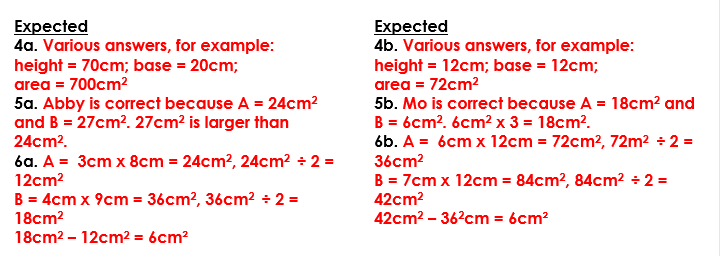 Expected
4a. Various answers, for example:
height = 70cm; base = 20cm;
area = 700cm²
5a. Abby is correct because A = 24cm²
and B = 27cm². 27cm² is larger than
24cm².
6a. A = 3cm x 8cm = 24cm², 24cm² ÷ 2 =
12cm²
B = 4cm x 9cm = 36cm², 36cm² ÷ 2 =
18cm²
18cm² – 12cm² = 6cm²
Expected
4b. Various answers, for example:
height = 12cm; base = 12cm;
area = 72cm²
5b. Mo is correct because A = 18cm² and
B = 6cm². 6cm² x 3 = 18cm².
6b. A = 6cm x 12cm = 72cm², 72m² ÷ 2 =
36cm²
B = 7cm x 12cm = 84cm², 84cm² ÷ 2 =
42cm²
42cm² – 36²cm = 6cm²